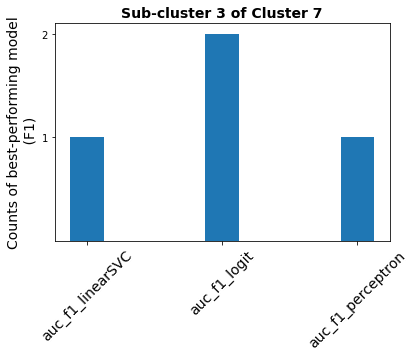 Sub-cluster 3 of Cluster 7
Counts of best-performing model
(F1)
2
1
auc_f1_linearSVC
auc_f1_logit
auc_f1_perceptron